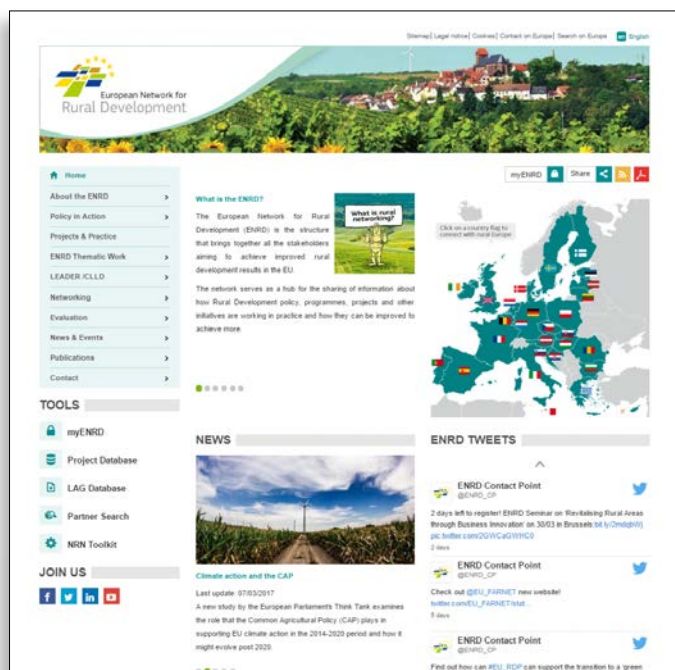 Sitemap| Legal notice| Cookies| Contact on Europa| Search on Europa en English
European Network for
Rural Development
Home
About the ENRD
Policy in Action
Projects & Practice
ENRD Thematic Work
LEADER /CLLD
Networking
Evaluation
News & Events
Publications
Contact
TOOLS
myENRD
Project Database
LAG Database
Partner Search
NRN Toolkit
JOIN US
What is the ENRD?
The European Network for Rural
Development (ENRD) is the structure
that brings together all the stakeholders
aiming to achieve improved rural
development results in the EU.
The network serves as a hub for the sharing of information about
how Rural Development policy, programmes, projects and other
initiatives are working in practice and how they can be improved to
achieve more.
What is rural
networking?
NEWS
Climate action and the CAP
Last update: 07/03/2017
A new study by the European Parliament's Think Tank examines
the role that the Common Agricultural Policy (CAP) plays in
supporting EU climate action in the 2014-2020 period and how it
might evolve post 2020.
myENRD Share
Click on a country flag to
connect with rural Europe
ENRD TWEETS
ENRD Contact Point
@ENRD_CP
2 days left to register! ENRD Seminar on 'Revitalising Rural Areas
through Business Innovation' on 30/03 in Brussels
pic.twitter.com/2GWCaGWHC0
2 days
ENRD Contact Point
@ENRD_CP
Check out @EU_FARNET new website!
twitter.com/EU_FARNET/stat...
8 days
ENRD Contact Point
@ENRD_CP
Find out how can #EU_RDP can support the transition to a 'green